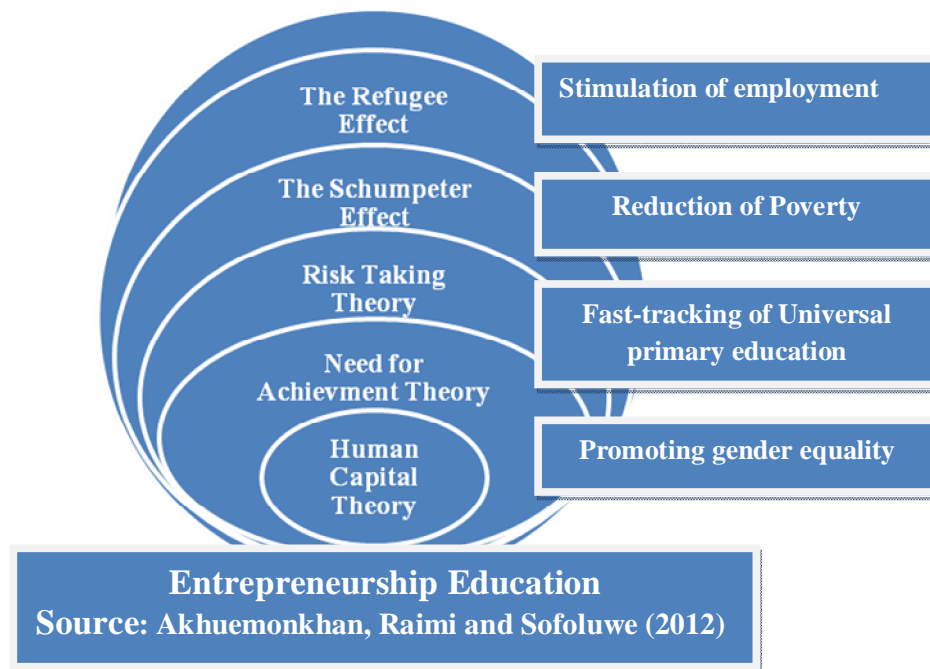 The Refugee
Effect
The Schumpeter
Effect
Risk Taking
Theory
Need for
Achievment Theory
Human
Capital
Theory
Stimulation of employment
Reduction of Poverty
Fast-tracking of Universal
primary education
Promoting gender equality
Entrepreneurship Education
Source: Akhuemonkhan, Raimi and Sofoluwe (2012)